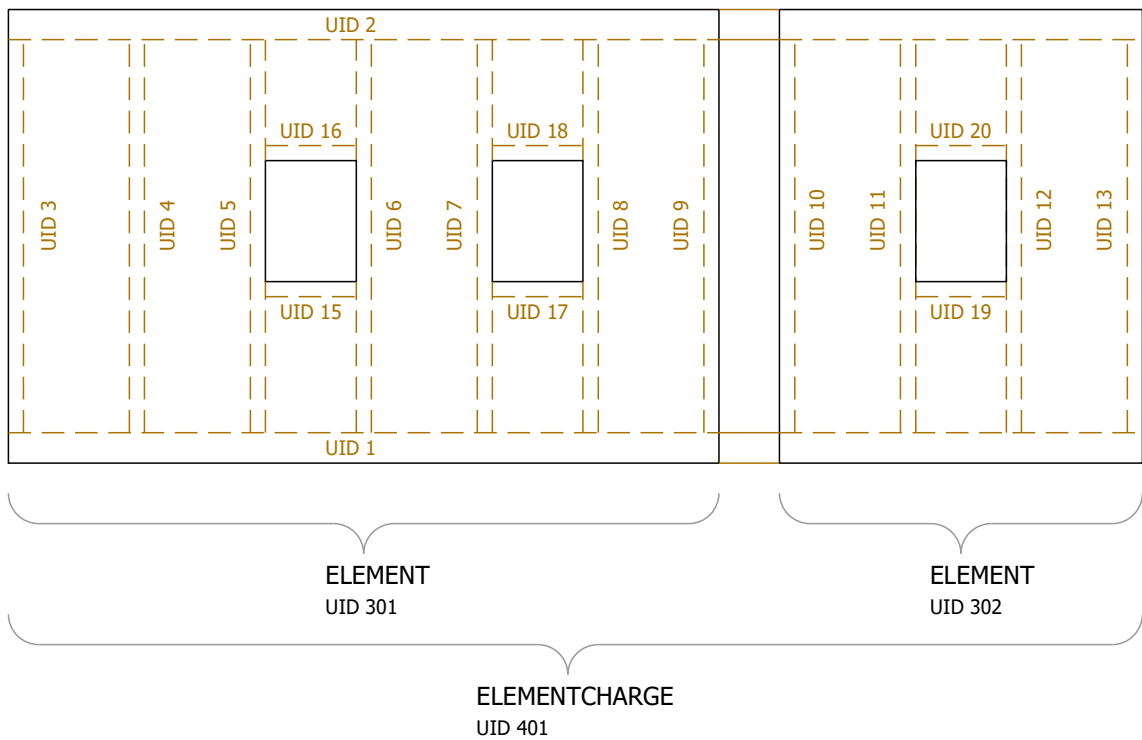 UID 2
UID 16
UID 18
UID 20
UID 3
UID 4
UID 5
UID 6
UID 7
UID 8
UID 9
UID 10
UID 11
UID 12
UID 13
UID 15
UID 17
UID 19
UID 1
ELEMENT
UID 301
ELEMENT
UID 302
ELEMENTCHARGE
UID 401